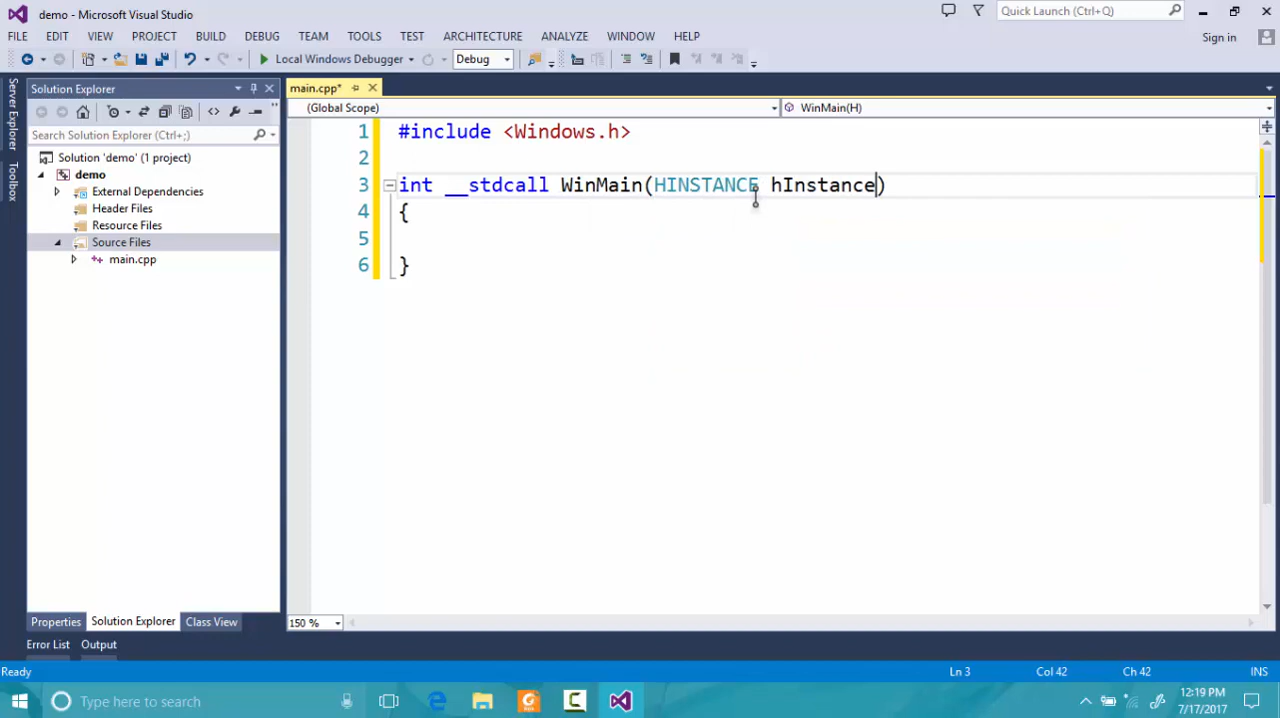 demo - Microsoft Visual Studio
Quick Launch (Ctrl+Q)
FILE EDIT VIEW PROJECT BUILD DEBUG TEAM TOOLS TEST ARCHITECTURE ANALYZE WINDOW HELP
Sign in
Local Windows Debugger Debug
Server Explorer
Toolbox
Solution Explorer
Search Solution Explorer (Ctrl+;)
Solution 'demo' (1 project)
demo
External Dependencies
Header Files
Resource Files
Source Files
main.cpp
Properties Solution Explorer Class View
main.cpp*
(Global Scope) WinMain(H)
1 #include <Windows.h>
2
3 int __stdcall WinMain(HINSTANCE hInstance)
4 {
5
6 }
150 %
Error List Output
Ready Ln 3 Col 42 Ch 42 INS
Type here to search
12:19 PM
7/17/2017